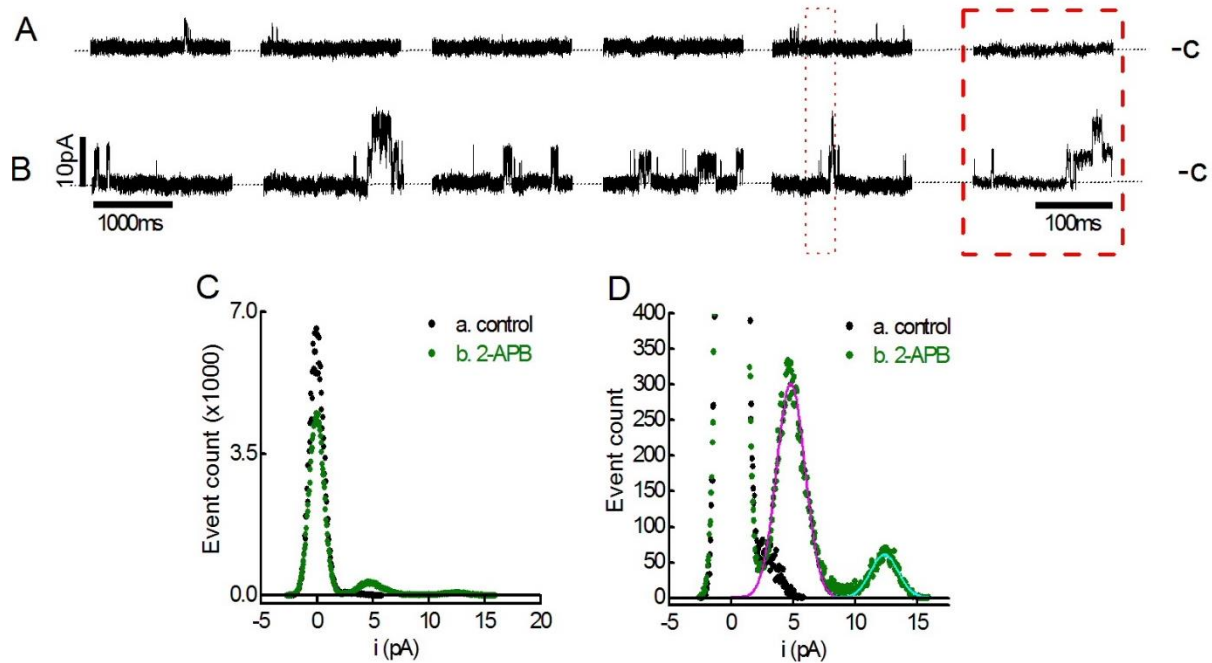 A
-C
B
10pA
-C
1000ms
100ms
C
7.0
3.5
0.0
Event count (x1000)
a. control
b. 2-APB
-5 0 5 10 15 20
i (pA)
D
400
350
300
250
200
150
100
50
0
Event count
a. control
b. 2-APB
-5 0 5 10 15
i (pA)